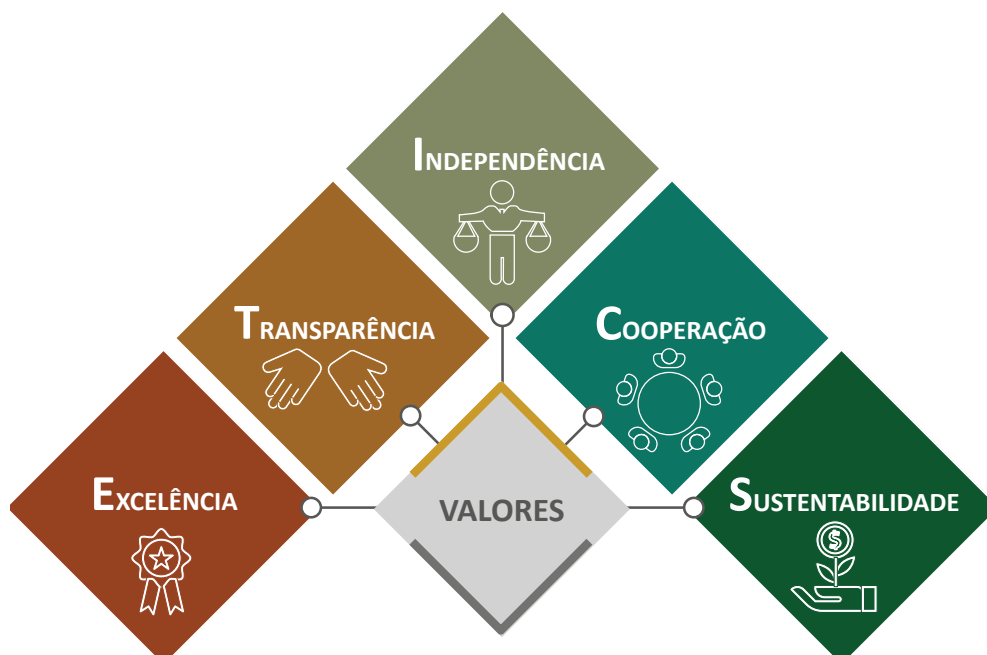 INDEPENDÊNCIA
TRANSPARÊNCIA
COOPERAÇÃO
EXCELÊNCIA
VALORES
SUSTENTABILIDADE
$